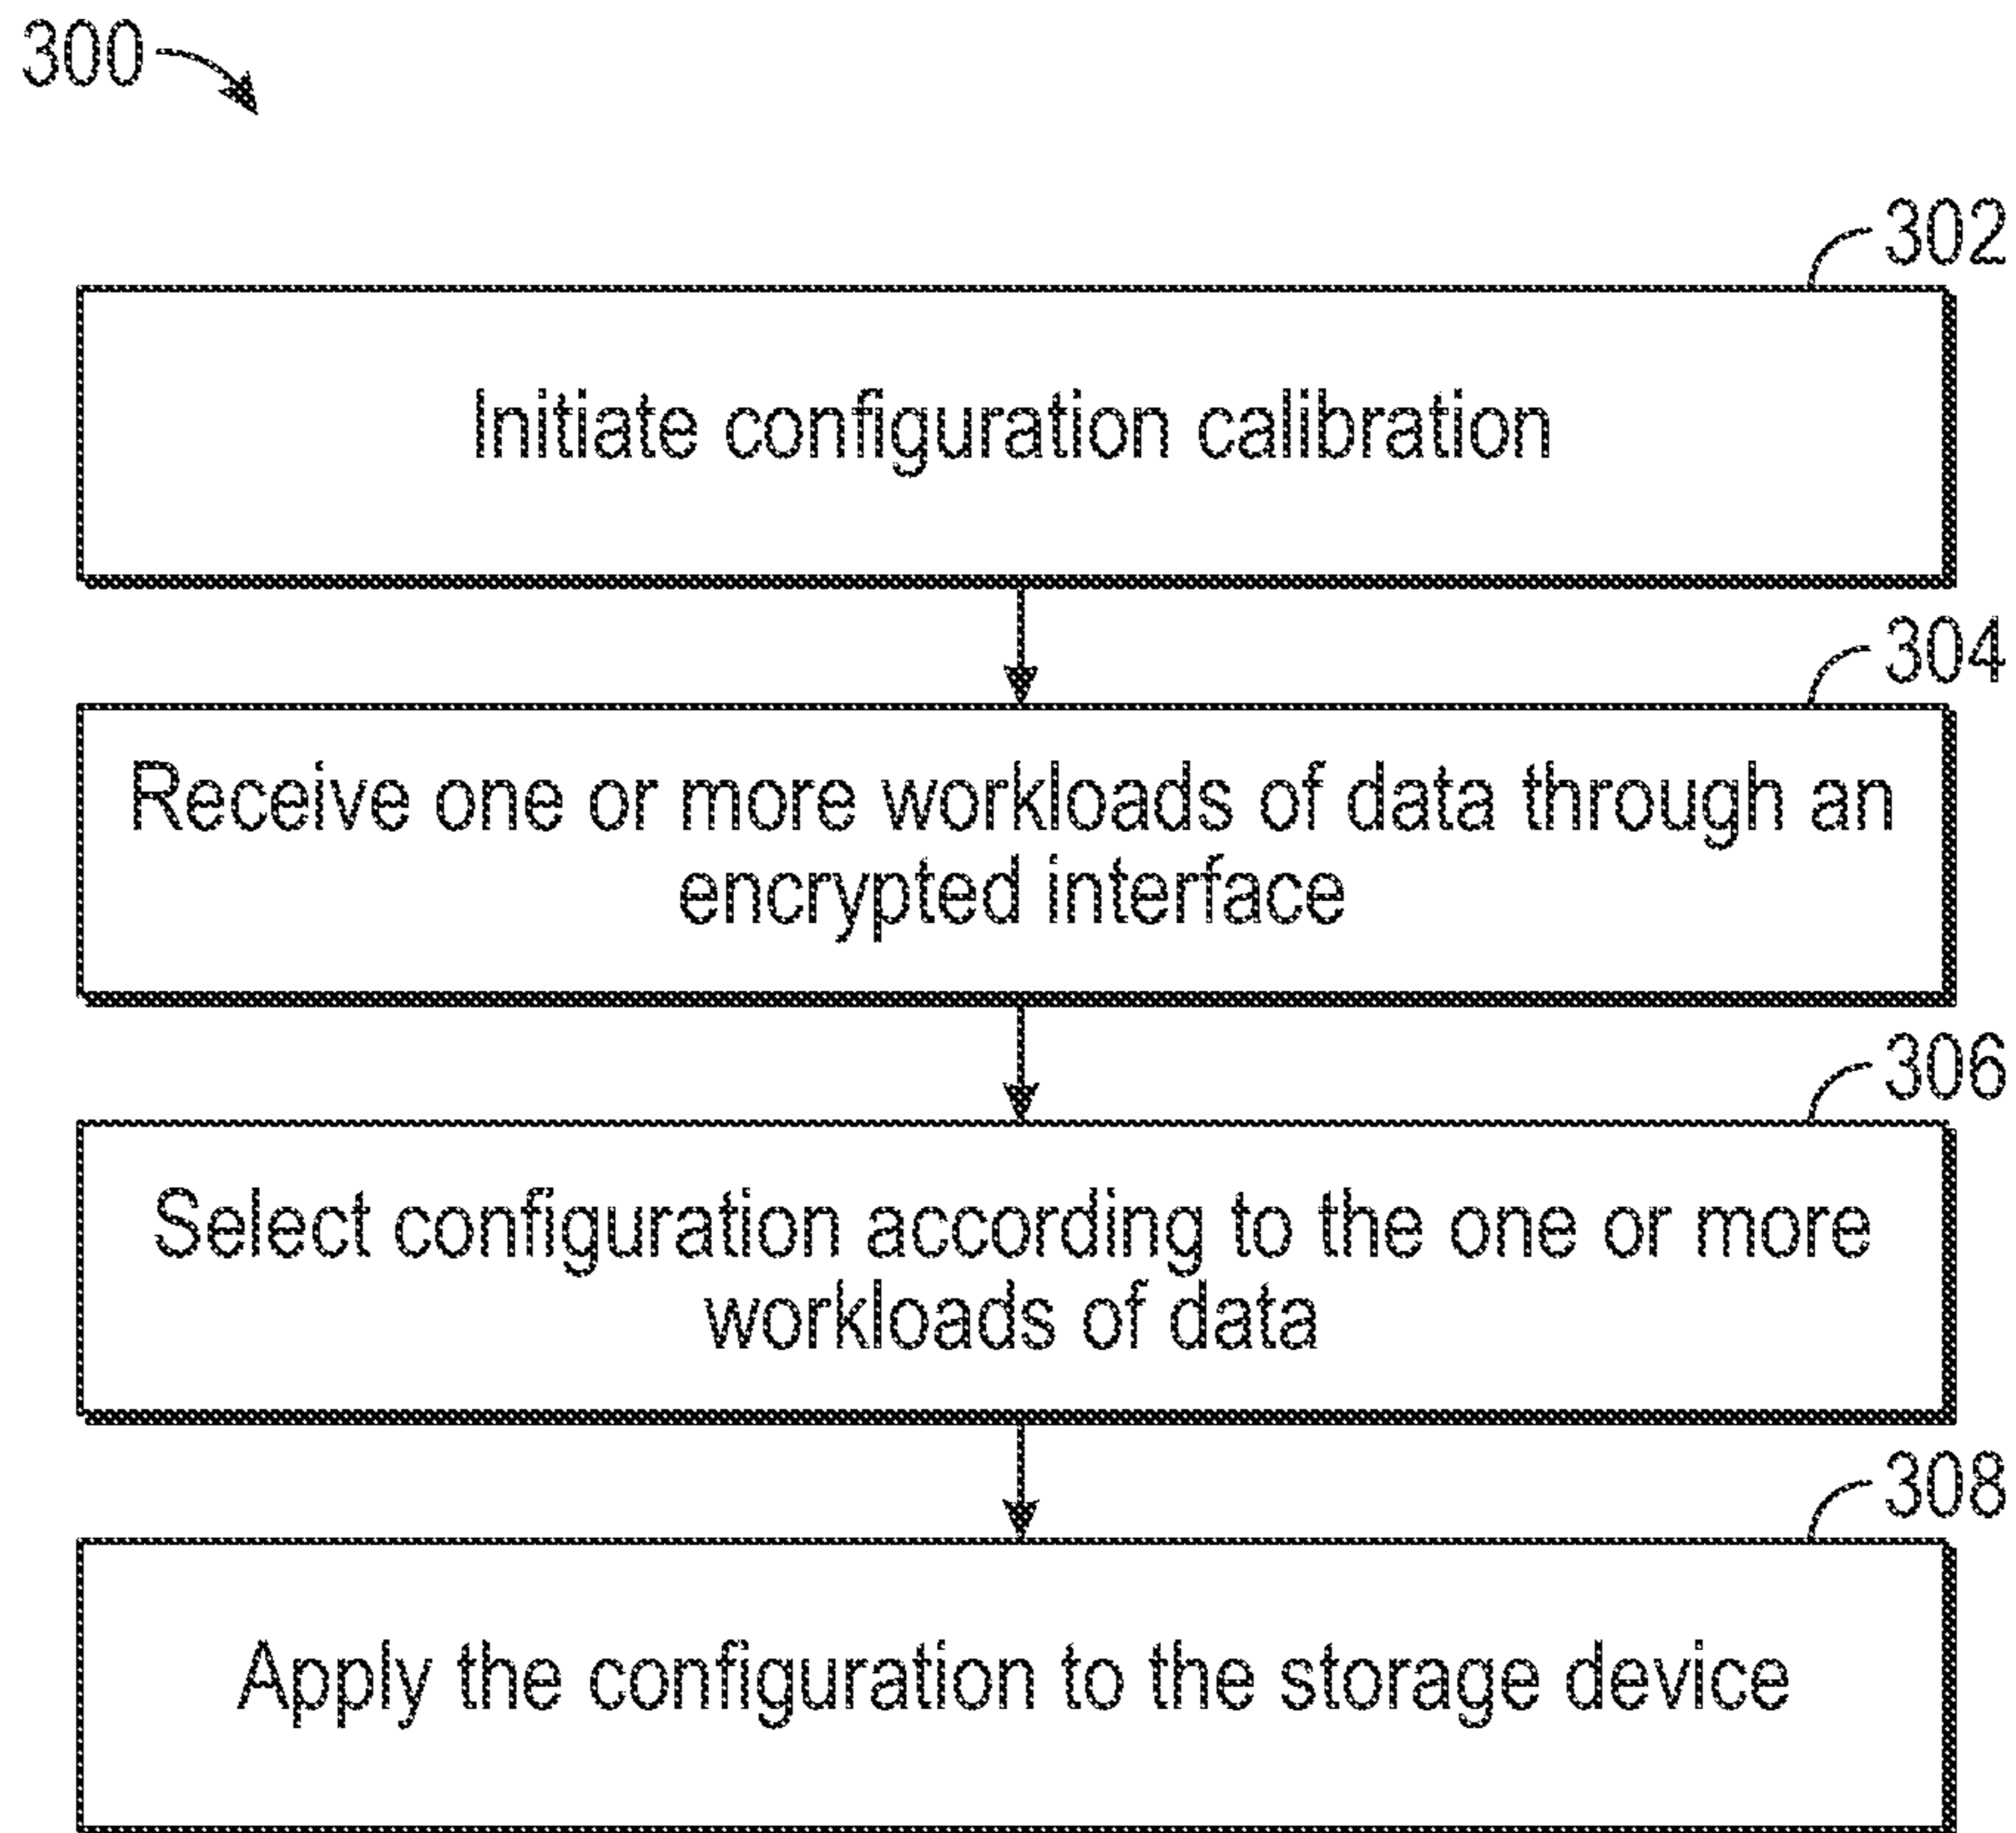 300
302
Initiate configuration calibration
304
Receive one or more workloads of data through an
encrypted interface
306
Select configuration according to the one or more
workloads of data
308
Apply the configuration to the storage device